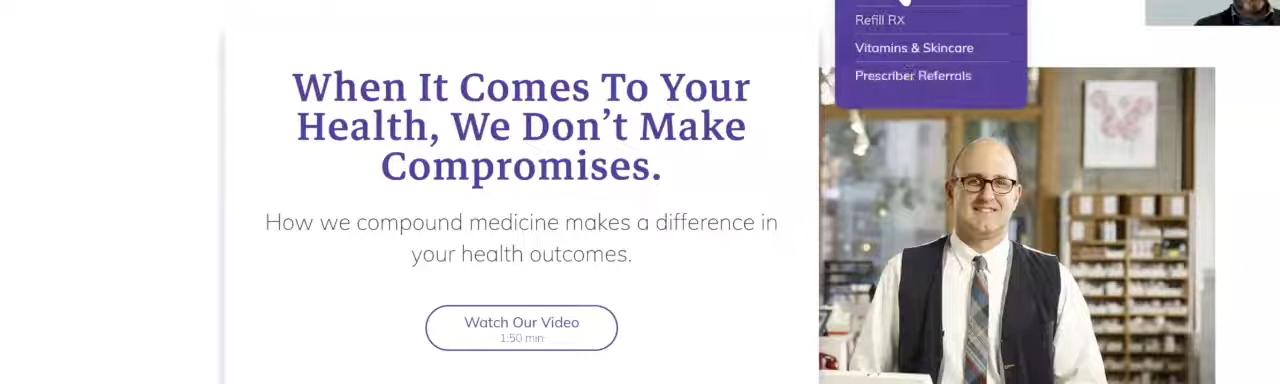 Refill RX
Vitamins & Skincare
Prescriber Referrals
When It Comes To Your
Health, We Don’t Make
Compromises.
How we compound medicine makes a difference in
your health outcomes.
Watch Our Video
1:50 min